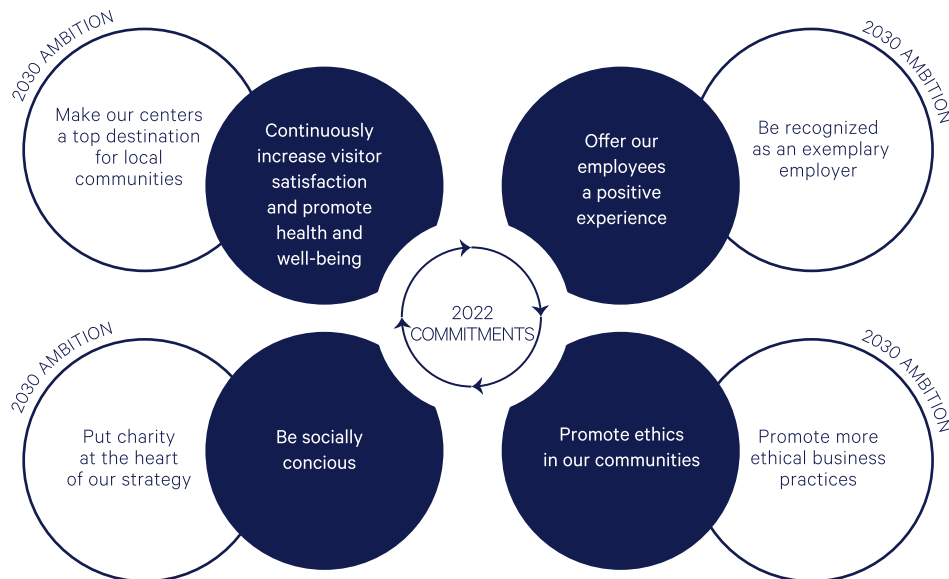 2030 AMBITION
Make our centers
a top destination
for local
communities
Continuously
increase visitor
satisfaction
and promote
health and
well-being
Offer our
employees
a positive
experience
2030 AMBITION
Be recognized
as an exemplary
employer
2022
COMMITMENTS
2030 AMBITION
Put charity
at the heart
of our strategy
Be socially
concious
Promote ethics
in our communities
2030 AMBITION
Promote more
ethical business
practices